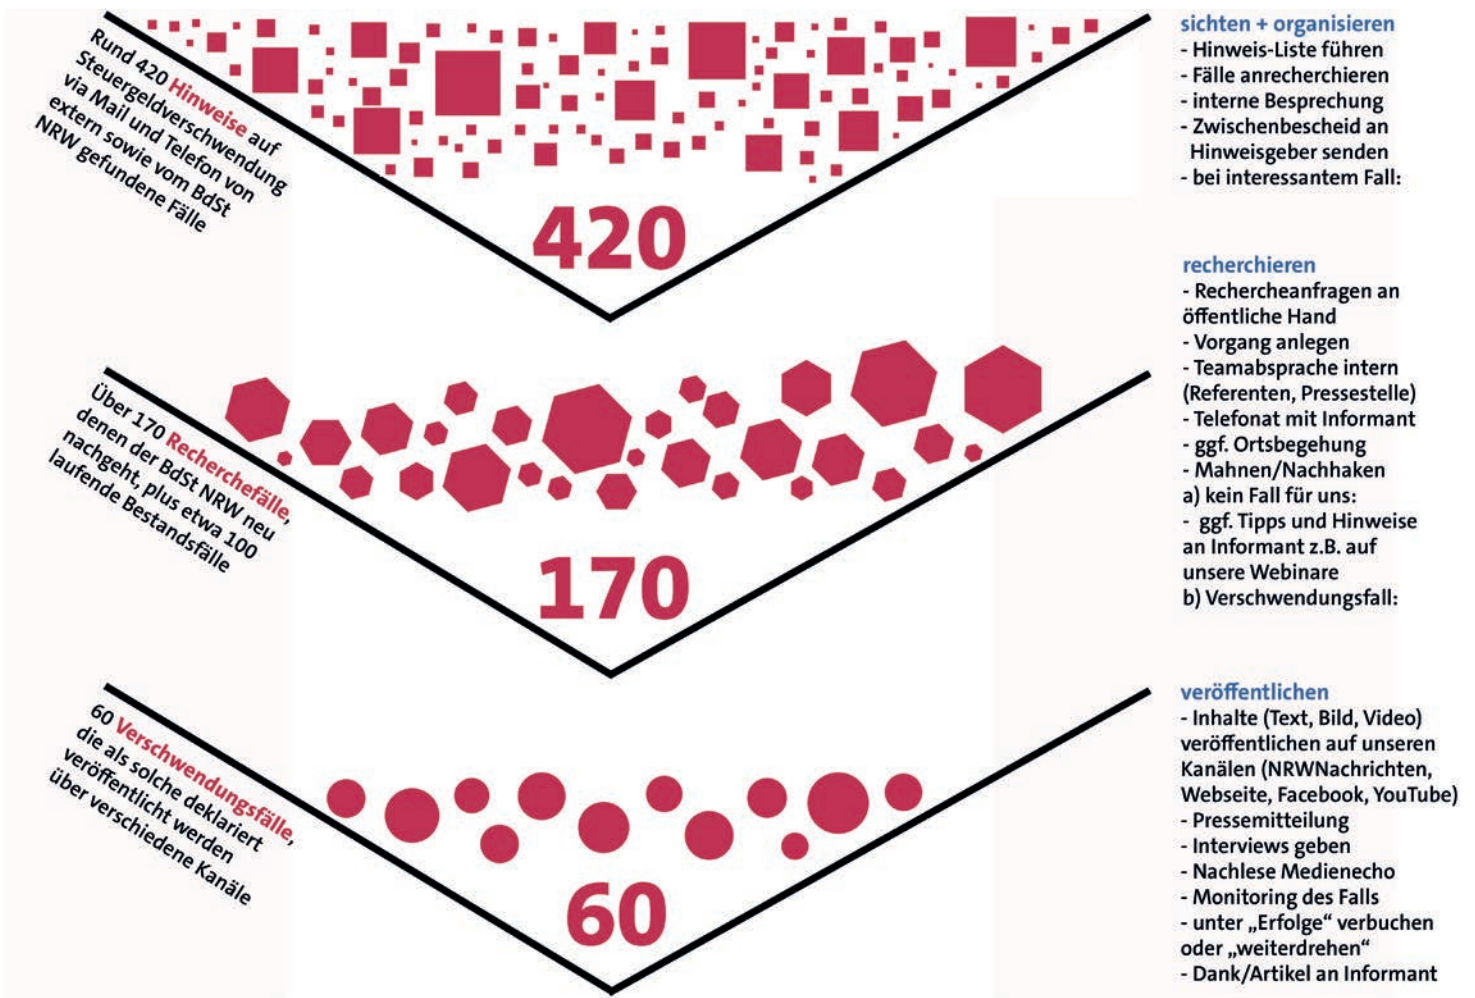 Rund 420 Hinweise auf
Steuergeldverschwendung
via Mail und Telefon von
extern sowie vom BdSt
NRW gefundene Fälle
420
sichten + organisieren
- Hinweis-Liste führen
- Fälle anrecherchieren
- interne Besprechung
- Zwischenbescheid an
Hinweisgeber senden
- bei interessantem Fall:
Über 170 Recherchefälle,
denen der BdSt NRW neu
nachgeht, plus etwa 100
laufende Bestandsfälle
170
recherchieren
- Rechercheanfragen an
öffentliche Hand
- Vorgang anlegen
- Teamabsprache intern
(Referenten, Pressestelle)
- Telefonat mit Informant
- ggf. Ortsbegehung
- Mahnen/Nachhaken
a) kein Fall für uns:
- ggf. Tipps und Hinweise
an Informant z.B. auf
unsere Webinare
b) Verschwendungsfall:
60 Verschwendungsfälle,
die als solche deklariert
veröffentlicht werden
über verschiedene Kanäle
60
veröffentlichen
- Inhalte (Text, Bild, Video)
veröffentlichen auf unseren
Kanälen (NRWNachrichten,
Webseite, Facebook, YouTube)
- Pressemitteilung
- Interviews geben
- Nachlese Medienecho
- Monitoring des Falls
- unter „Erfolge“ verbuchen
oder „weiterdrehen“
- Dank/Artikel an Informant